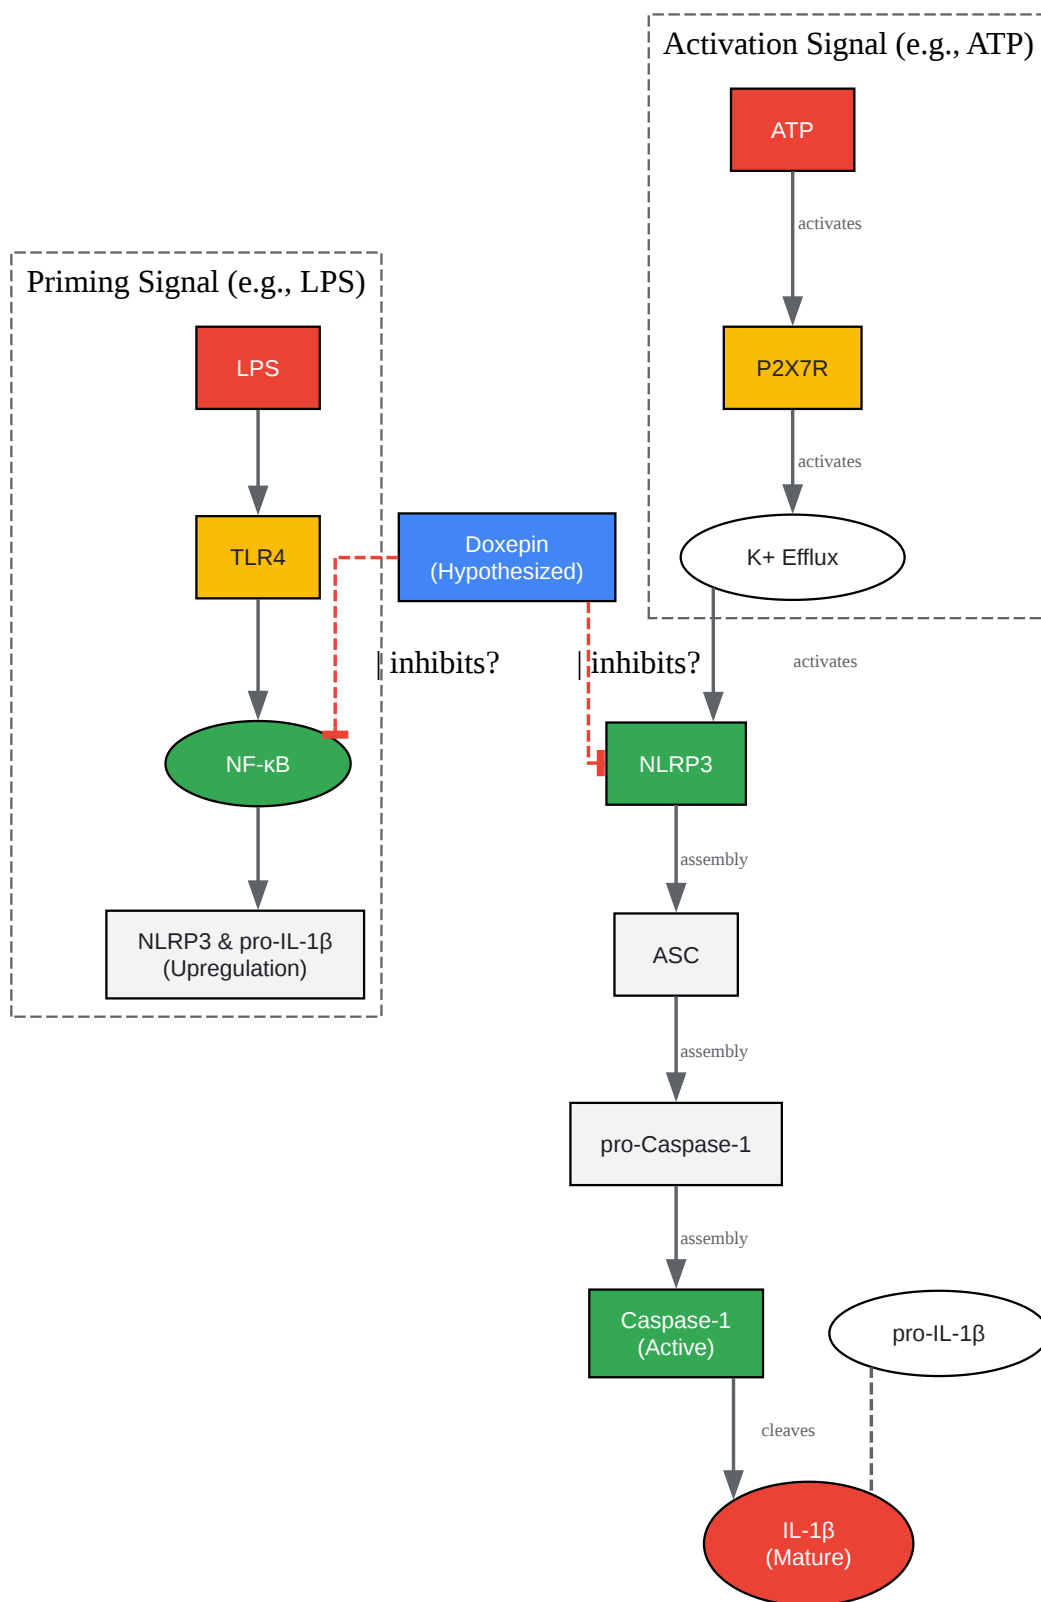 Activation Signal (e.g., ATP)
ATP
activates
Priming Signal (e.g., LPS)
LPS
P2X7R
activates
TLR4
Doxepin
(Hypothesized)
K+ Efflux
| inhibits?
| inhibits?
activates
NF-κB
NLRP3
assembly
NLRP3 & pro-IL-1β
(Upregulation)
ASC
assembly
pro-Caspase-1
assembly
Caspase-1
(Active)
pro-IL-1β
cleaves
IL-1β
(Mature)